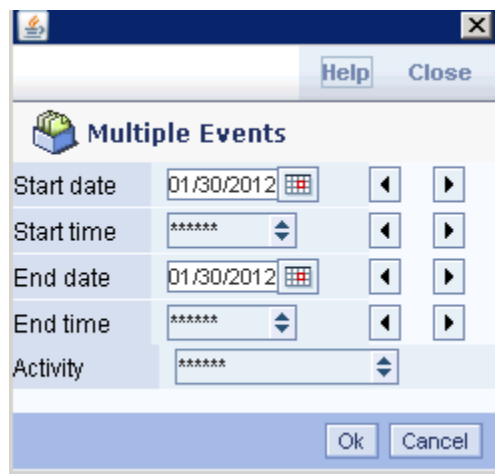 Help Close
Multiple Events
Start date 01/30/2012
Start time ******
End date 01/30/2012
End time ******
Activity ******
Ok Cancel